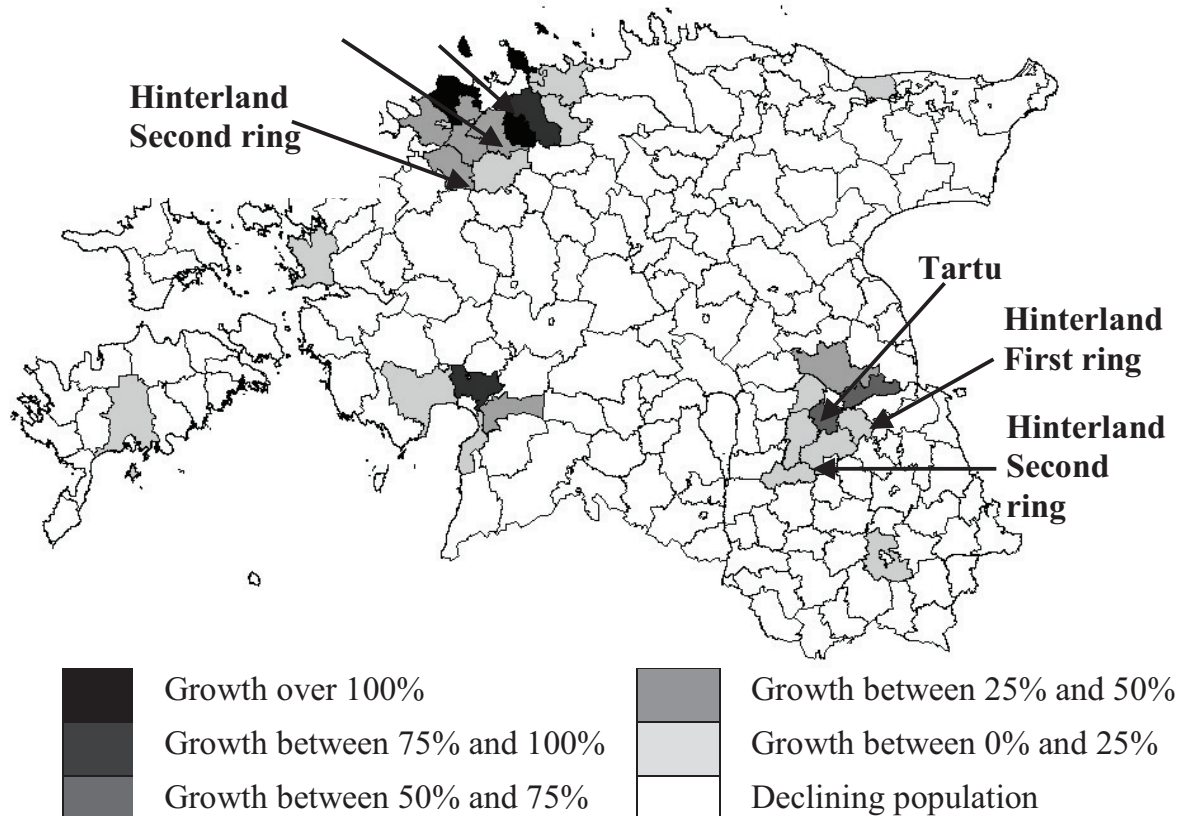 Hinterland
Second ring
Tartu
Hinterland
First ring
Hinterland
Second
ring
Growth over 100%
Growth between 75% and 100%
Growth between 50% and 75%
Growth between 25% and 50%
Growth between 0% and 25%
Declining population